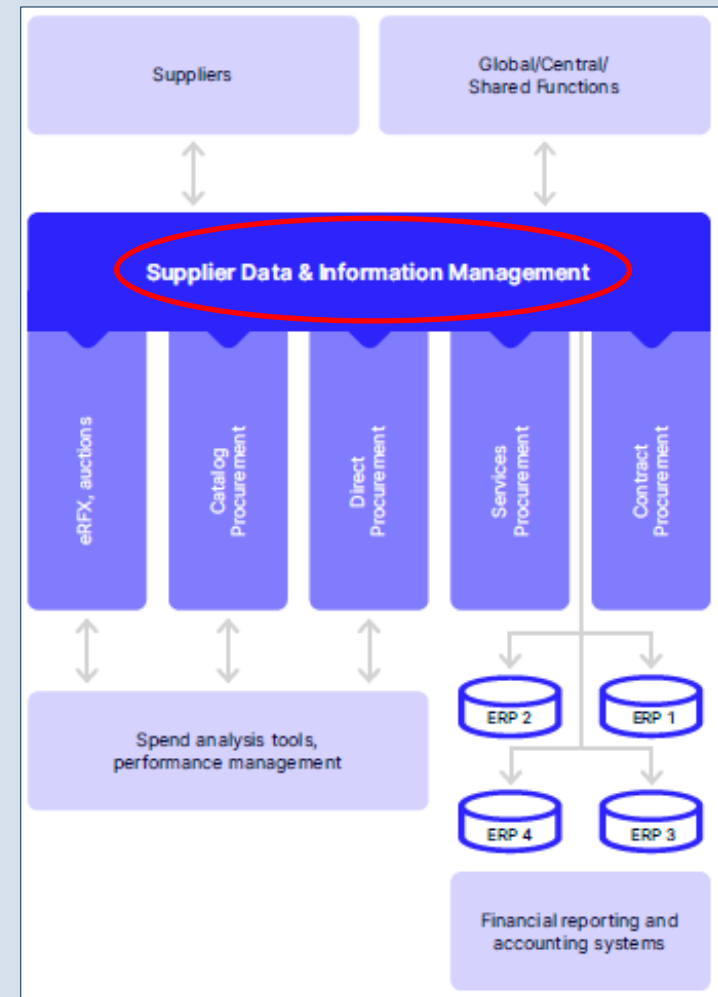 Suppliers
Global/Central/
Shared Functions
Supplier Data & Information Management
eRFX, auctions
Catalog
Procurement
Direct
Procurement
Services
Procurement
Contract
Procurement
Spend analysis tools,
performance management
ERP 2
ERP 1
ERP 4
ERP 3
Financial reporting and
accounting systems